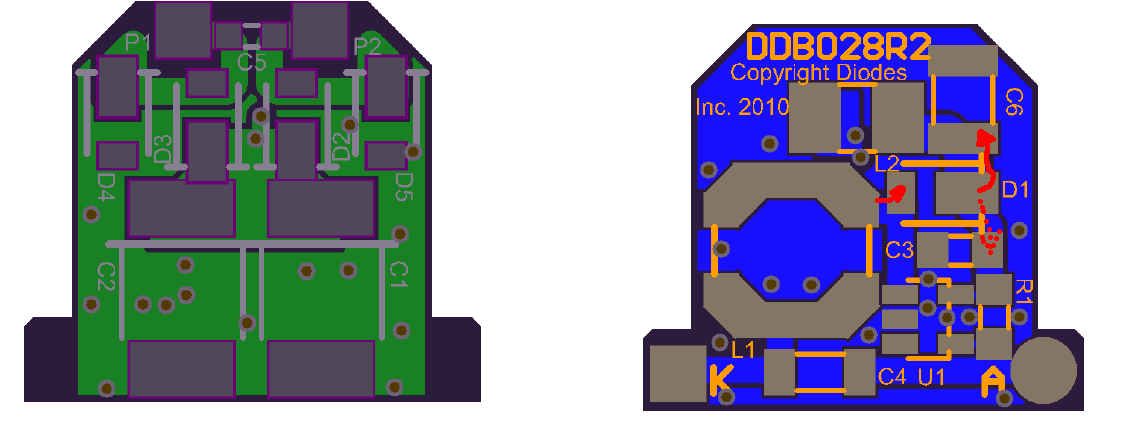 P1
P2
C5
D3
D2
D4
D5
C2
C1
DDB028R2
Copyright Diodes
Inc. 2010
C6
L2
D1
C3
R1
L1
C4 U1
K
A